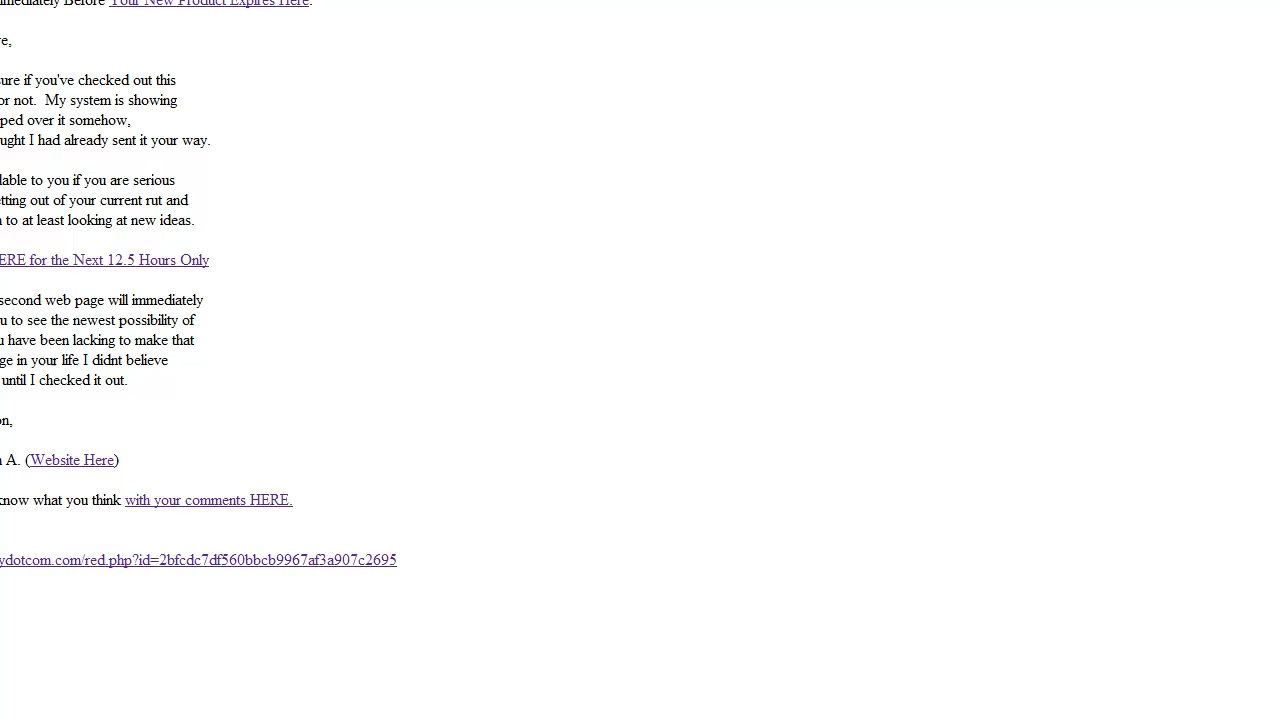 mediately Before Your New Product Expires Here.
re,
sure if you've checked out this
or not.  My system is showing
ped over it somehow,
ught I had already sent it your way.
lable to you if you are serious
tting out of your current rut and
n to at least looking at new ideas.
ERE for the Next 12.5 Hours Only
second web page will immediately
u to see the newest possibility of
u have been lacking to make that
ge in your life I didnt believe
until I checked it out.
on,
n A. (Website Here)
know what you think with your comments HERE.
ydotcom.com/red.php?id=2bfcdc7df560bbcb9967af3a907c2695